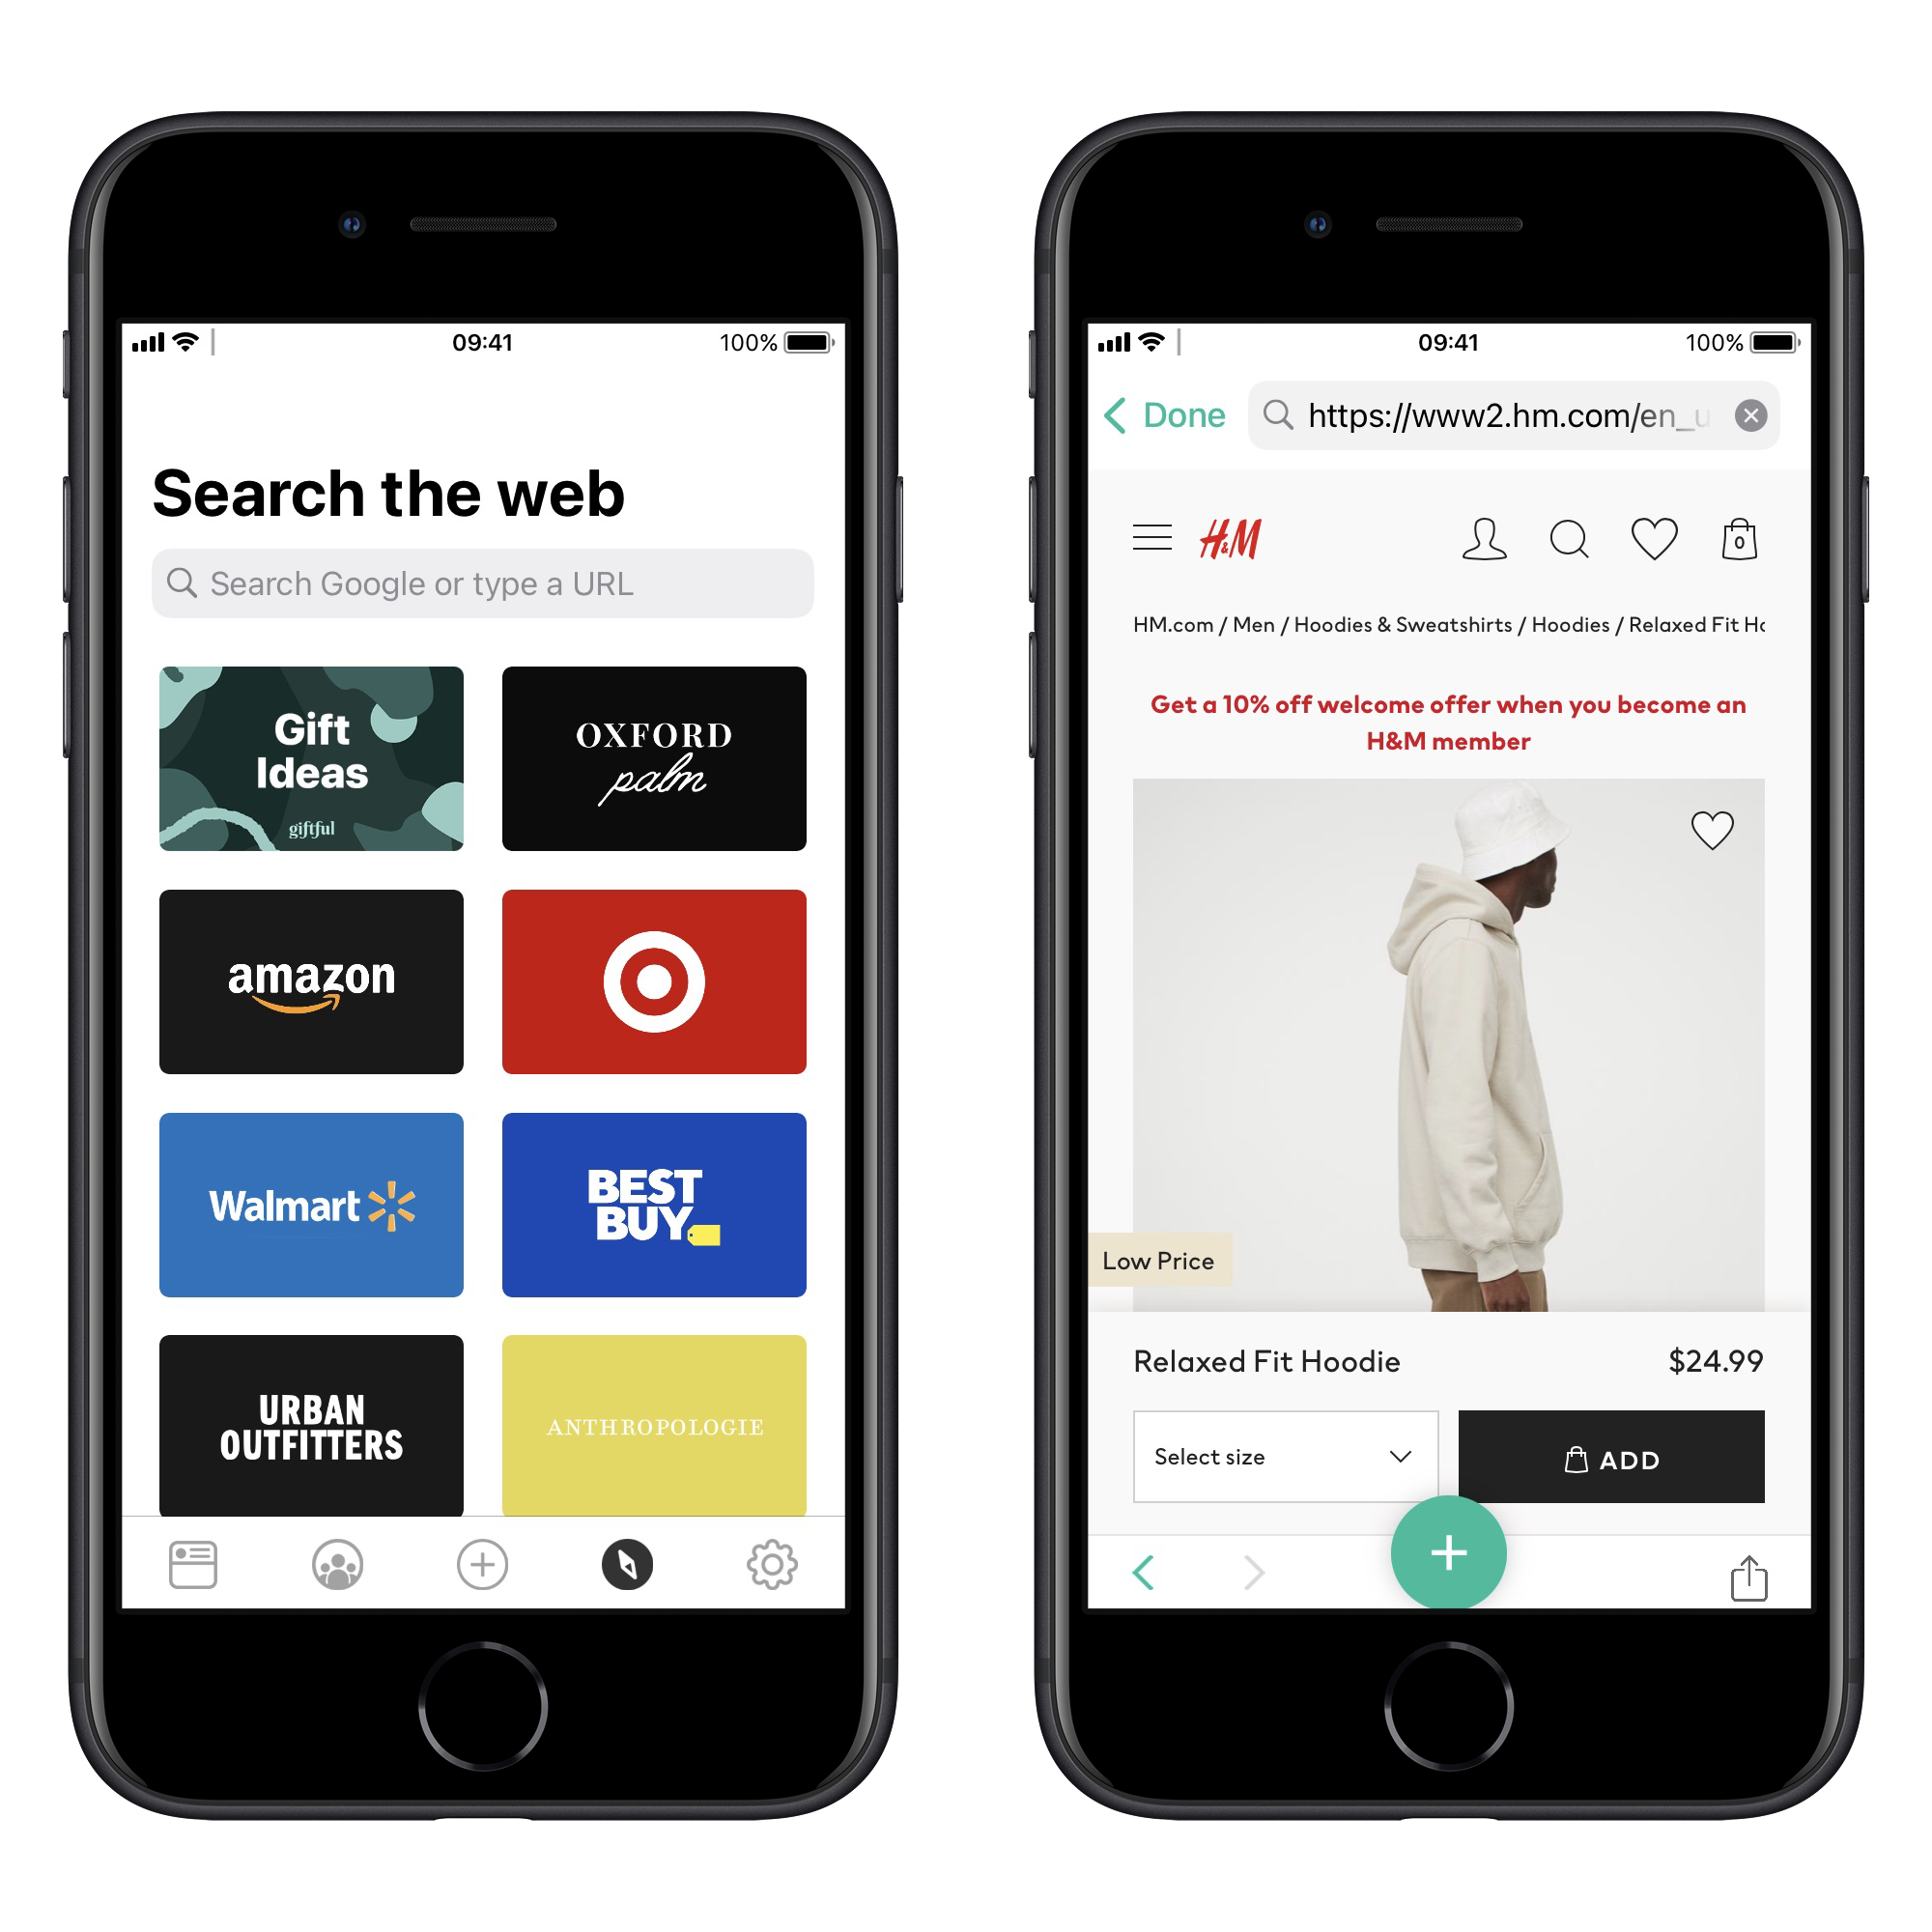 09:41
100%
Search the web
Search Google or type a URL
Gift
Ideas
giftful
OXFORD
palm
amazon
Walmart
BEST
BUY
URBAN
OUTFITTERS
ANTHROPOLOGIE
09:41
100%
Done
https://www2.hm.com/en_u
H&M
0
HM.com / Men / Hoodies & Sweatshirts / Hoodies / Relaxed Fit Ho
Get a 10% off welcome offer when you become an
H&M member
Low Price
Relaxed Fit Hoodie
$24.99
Select size
ADD